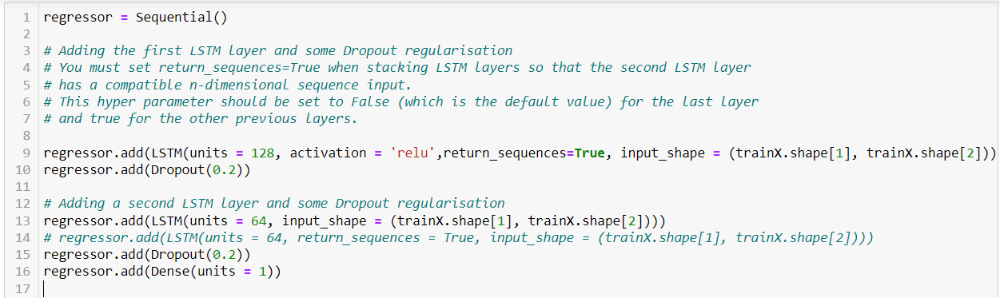 1 regressor = Sequential()
2
3 # Adding the first LSTM layer and some Dropout regularisation
4 # You must set return_sequences=True when stacking LSTM layers so that the second LSTM layer
5 # has a compatible n-dimensional sequence input.
6 # This hyper parameter should be set to False (which is the default value) for the last layer
7 # and true for the other previous layers.
8
9 regressor.add(LSTM(units = 128, activation = 'relu',return_sequences=True, input_shape = (trainX.shape[1], trainX.shape[2]))
10 regressor.add(Dropout(0.2))
11
12 # Adding a second LSTM layer and some Dropout regularisation
13 regressor.add(LSTM(units = 64, input_shape = (trainX.shape[1], trainX.shape[2])))
14 # regressor.add(LSTM(units = 64, return_sequences = True, input_shape = (trainX.shape[1], trainX.shape[2])))
15 regressor.add(Dropout(0.2))
16 regressor.add(Dense(units = 1))
17